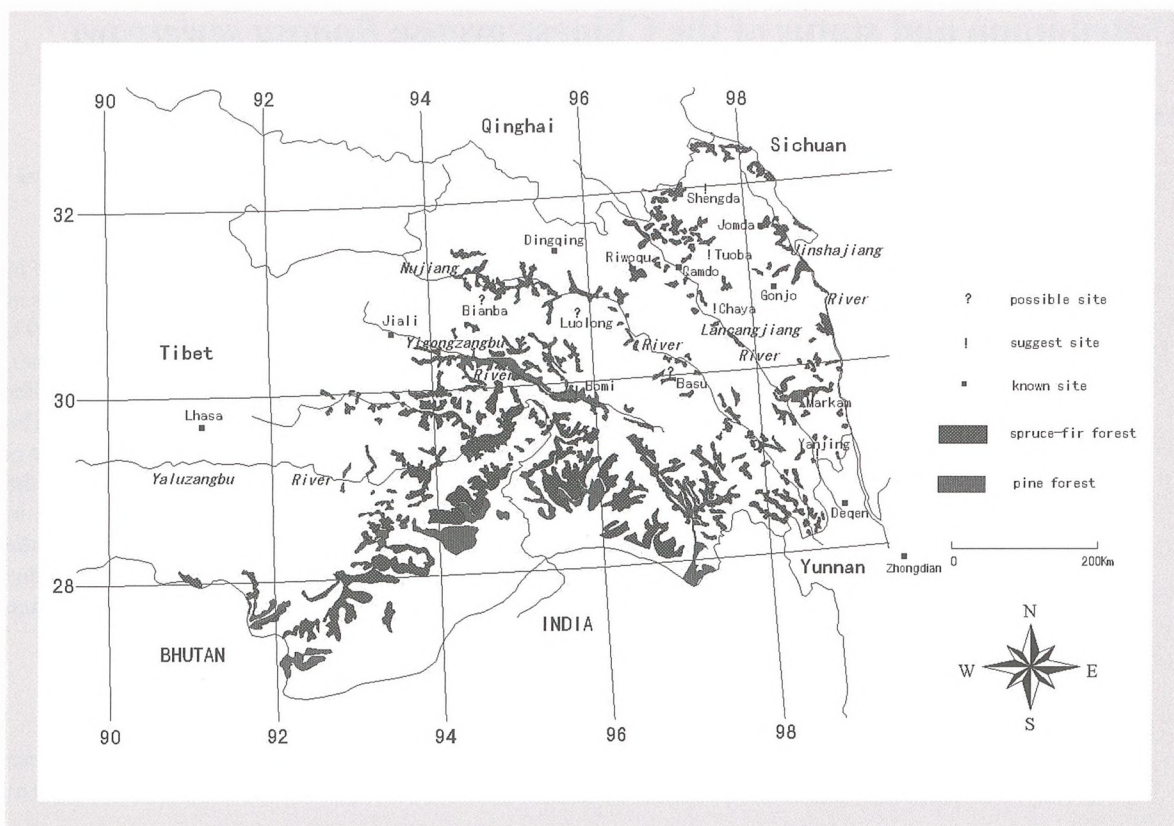 90 92 94 96 98
Qinghai
Sichuan
32
! Shengda
Jomda
Dingqing
Jinshajiang
Riwoqu
! Tuoba
Nujiang
Camdo
? Bianba
Gonjo
River
? possible site
! Chaya
Jiali
? Luolong
Lancangjiang
! suggest site
Tibet
Yigongzangbu
River
River
River
? Basu
Bomi
known site
30
Markam
Lhasa
spruce-fir forest
Yanjing
Yaluzangbu River
pine forest
Deqen
0 200Km
28
Yunnan
Zhongdian
INDIA
N
BHUTAN
W E
S
90 92 94 96 98